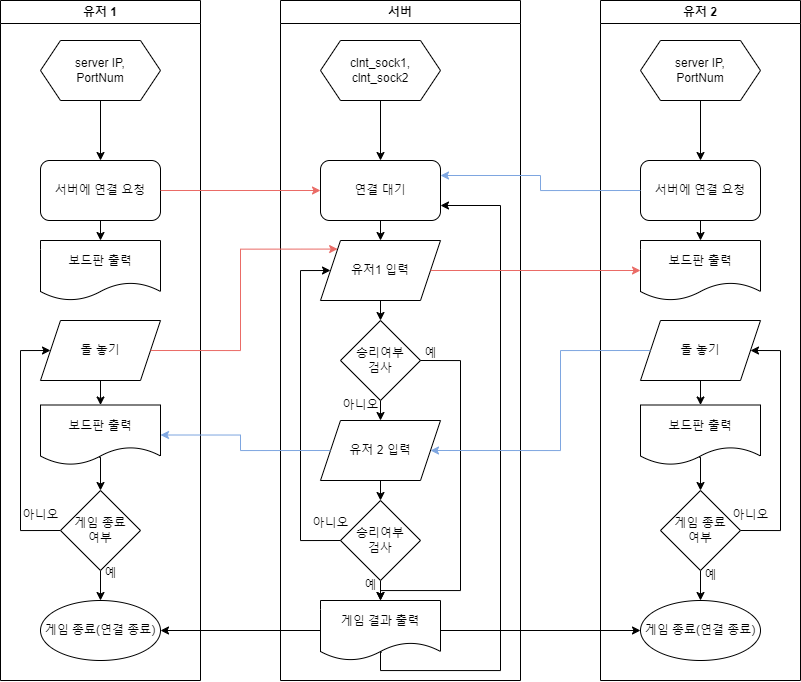 유저 1
서버
유저 2
server IP,
PortNum
clnt_sock1,
clnt_sock2
server IP,
PortNum
서버에 연결 요청
연결 대기
서버에 연결 요청
보드판 출력
유저1 입력
보드판 출력
돌 놓기
승리여부
검사
예
돌 놓기
아니오
보드판 출력
유저 2 입력
보드판 출력
아니오
게임 종료
여부
예
아니오
승리여부
검사
예
게임 종료
여부
아니오
예
게임 종료(연결 종료)
게임 결과 출력
게임 종료(연결 종료)